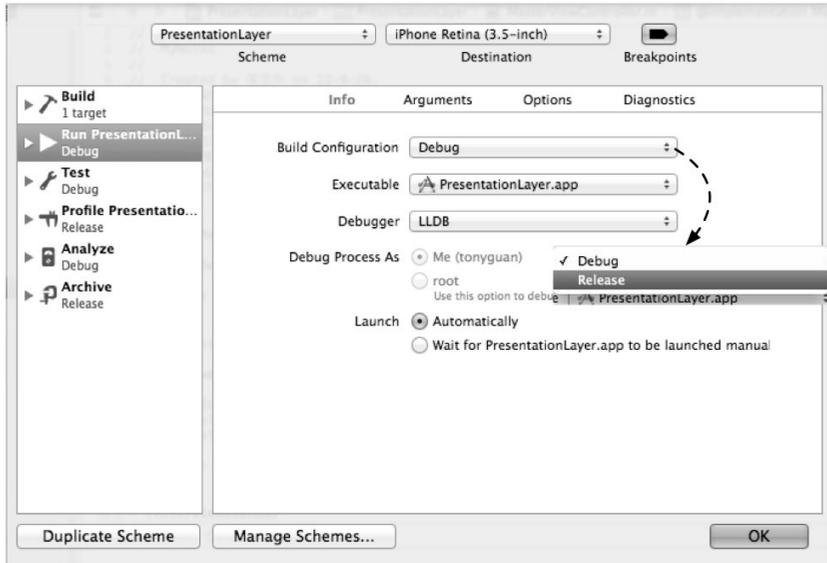 PresentationLayer iPhone Retina (3.5-inch)
Scheme Destination Breakpoints
Build
1 target
Run PresentationL...
Debug
Test
Debug
Profile Presentatio...
Release
Analyze
Debug
Archive
Release
Info Arguments Options Diagnostics
Build Configuration Debug
Executable PresentationLayer.app
Debugger LLDB
Debug Process As Me (tonyguan)
root
Use this option to debug
✓ Debug
Release
PresentationLayer.app
Launch Automatically
Wait for PresentationLayer.app to be launched manual
Duplicate Scheme Manage Schemes... OK